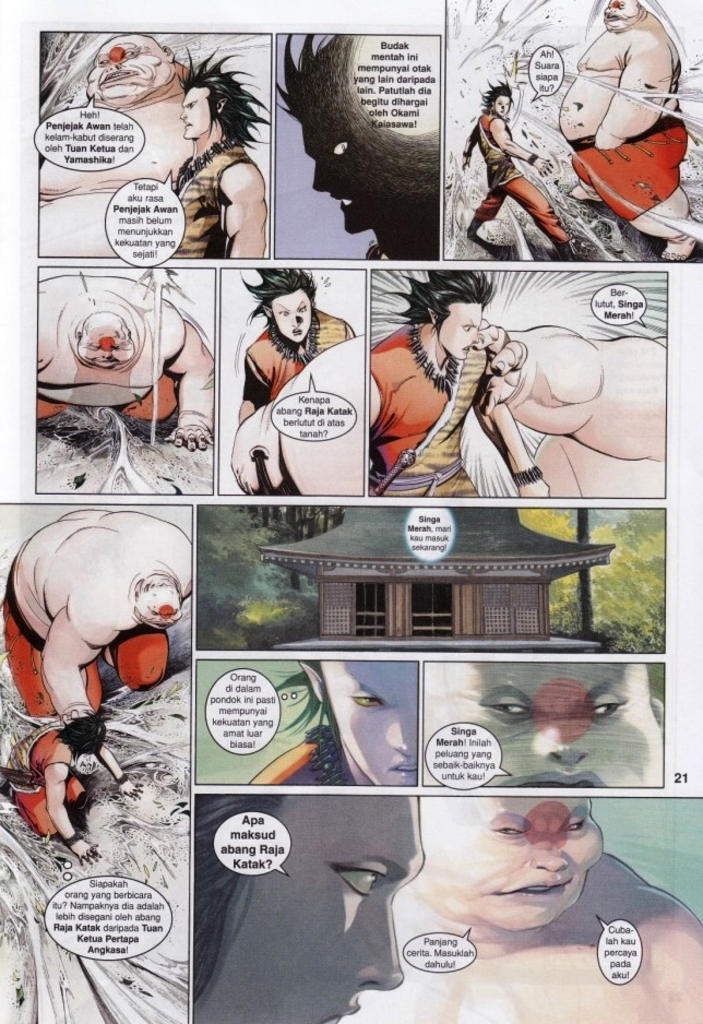 Heh!
Penjejak Awan telah
kelam-kabut diserang
oleh Tuan Ketua dan
Yamashika!
Tetapi
aku rasa
Penjejak Awan
masih belum
menunjukkan
kekuatan yang
sejati!
Budak
mentah ini
mempunyai otak
yang lain daripada
lain. Patutlah dia
begitu dihargai
oleh Okami
Kaiasawa!
Ah!
Suara
siapa
itu?
Kenapa
abang Raja Katak
berlutut di atas
tanah?
Ber-
lutut, Singa
Merah!
Singa
Merah, mari
kau masuk
sekarang!
Orang
di dalam
pondok ini pasti
mempunyai
kekuatan yang
amat luar
biasa!
Singa
Merah! Inilah
peluang yang
sebaik-baiknya
untuk kau!
Siapakah
orang yang berbicara
itu? Nampaknya dia adalah
lebih disegani oleh abang
Raja Katak daripada Tuan
Ketua Pertapa
Angkasa!
Apa
maksud
abang Raja
Katak?
Panjang
cerita. Masuklah
dahulu!
Cuba-
lah kau
percaya
pada
aku!
21